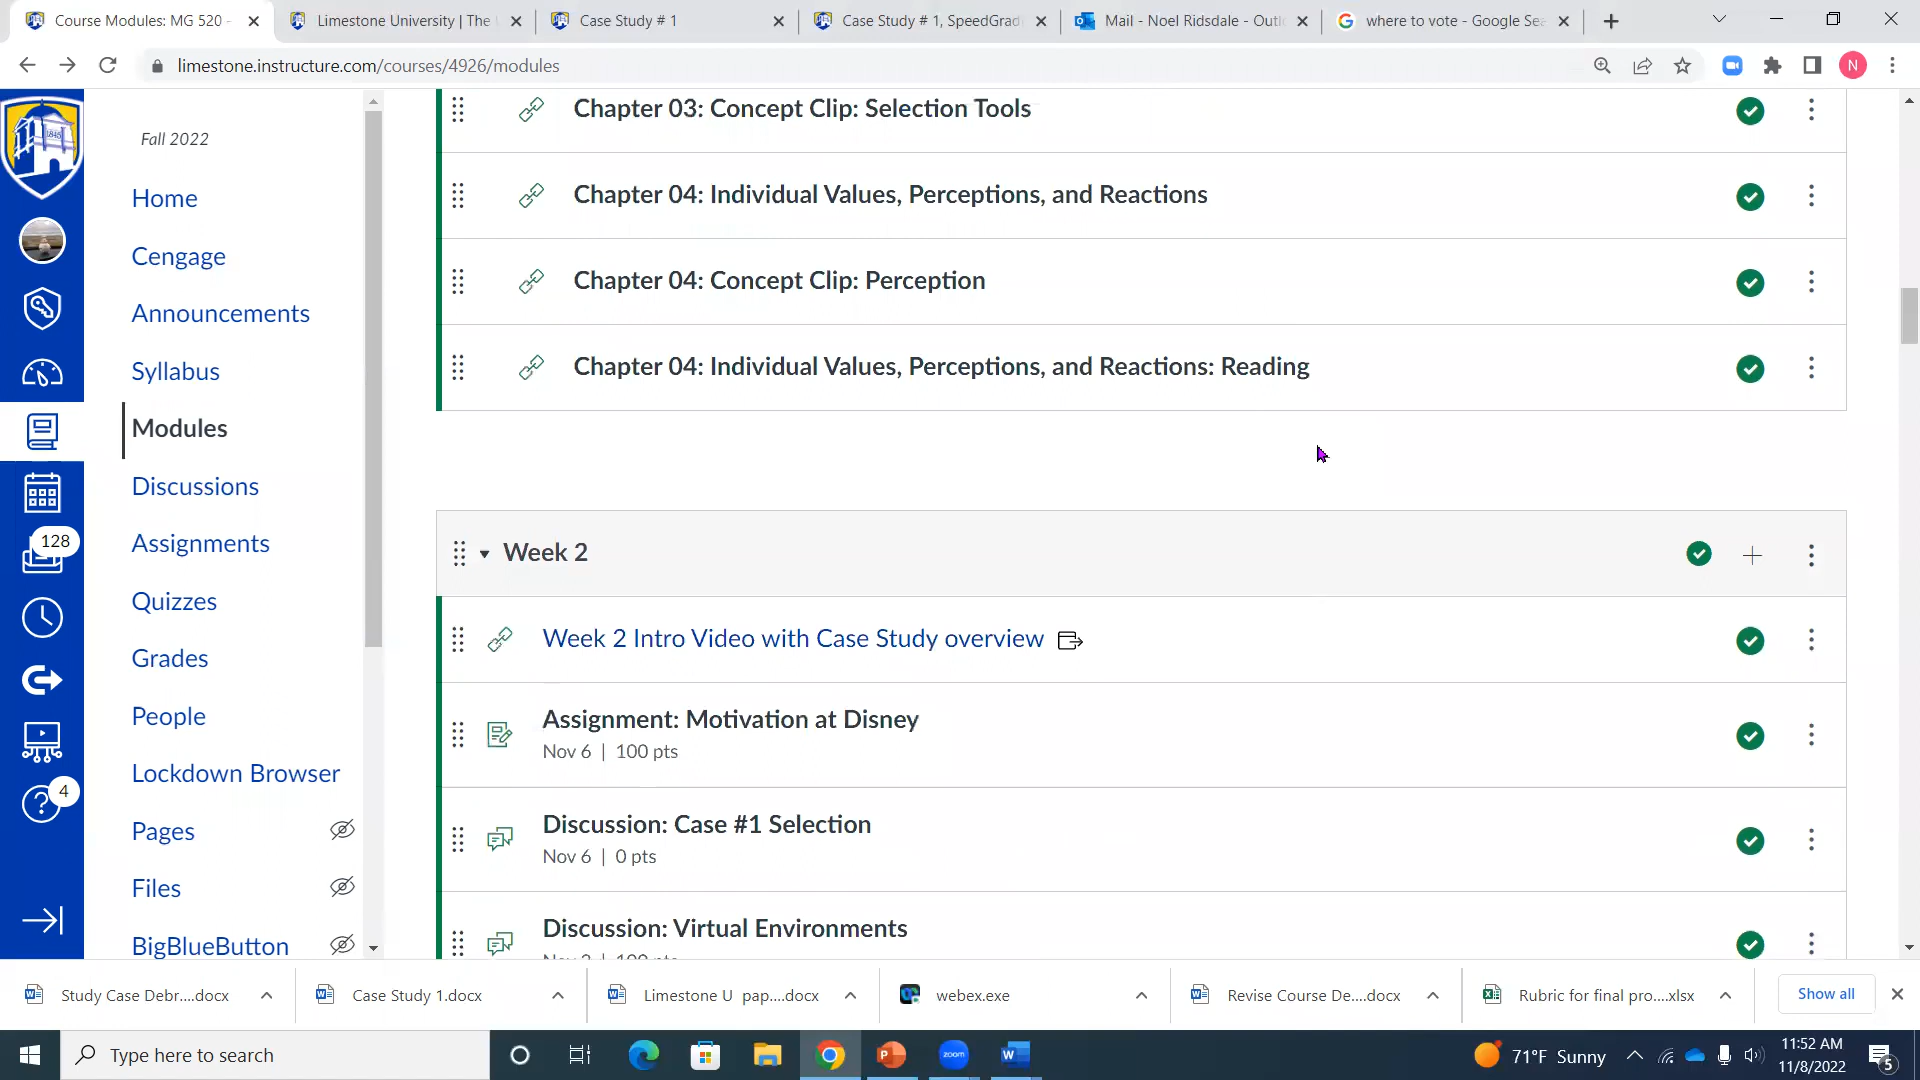 Course Modules: MG 520 -
Limestone University | The
Case Study # 1
Case Study # 1, SpeedGrad
Mail - Noel Ridsdale - Outl
where to vote - Google Sea
limestone.instructure.com/courses/4926/modules
N
1845
Fall 2022
Home
Cengage
Announcements
Syllabus
Modules
Discussions
Assignments
Quizzes
Grades
People
Lockdown Browser
Pages
Files
BigBlueButton
128
4
Chapter 03: Concept Clip: Selection Tools
Chapter 04: Individual Values, Perceptions, and Reactions
Chapter 04: Concept Clip: Perception
Chapter 04: Individual Values, Perceptions, and Reactions: Reading
Week 2
Week 2 Intro Video with Case Study overview
Assignment: Motivation at Disney
Nov 6 | 100 pts
Discussion: Case #1 Selection
Nov 6 | 0 pts
Discussion: Virtual Environments
Study Case Debr....docx
Case Study 1.docx
Limestone U pap....docx
webex.exe
Revise Course De....docx
Rubric for final pro....xlsx
Show all
Type here to search
zoom
71°F Sunny
11:52 AM
11/8/2022
5